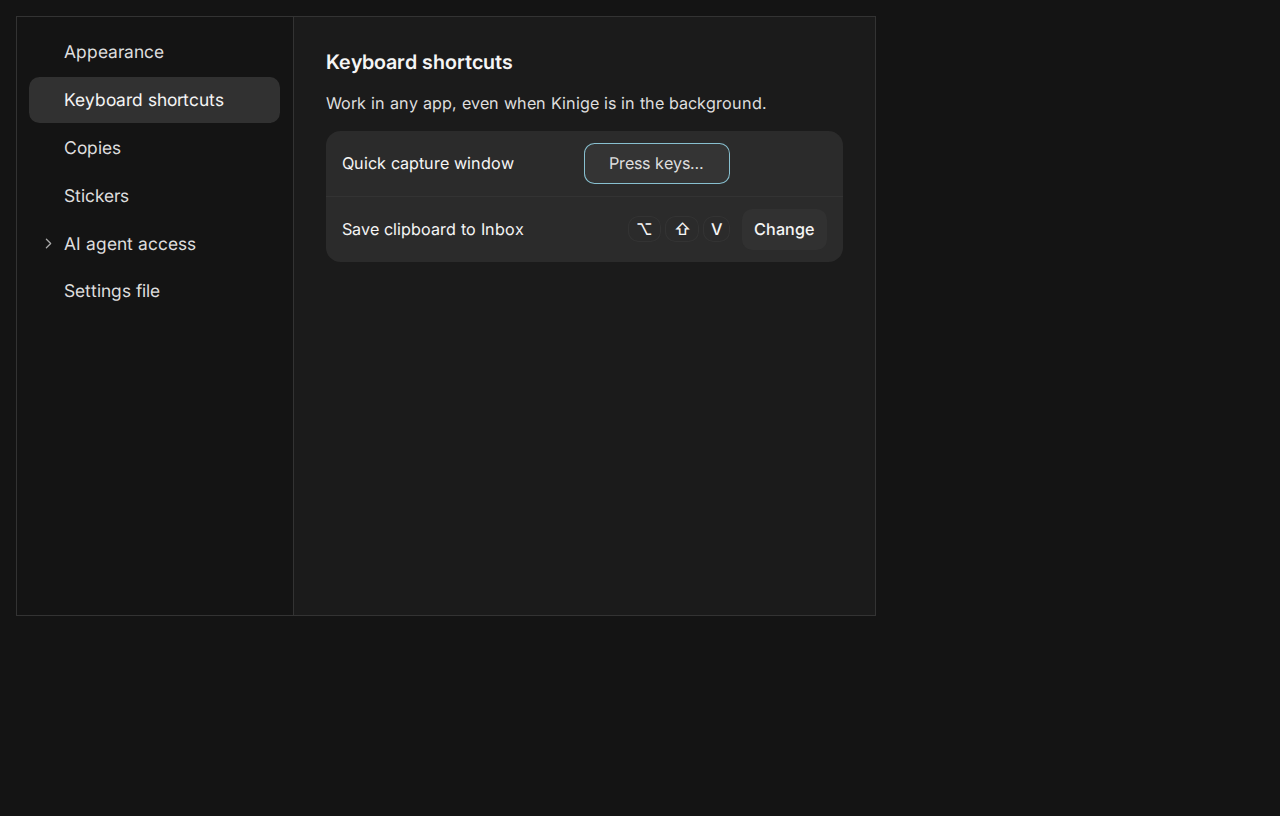 Appearance
Keyboard shortcuts
Copies
Stickers
AI agent access
Settings file
Keyboard shortcuts
Work in any app, even when Kinige is in the background.
Quick capture window Press keys...
Save clipboard to Inbox ⌥ ⇧ V Change